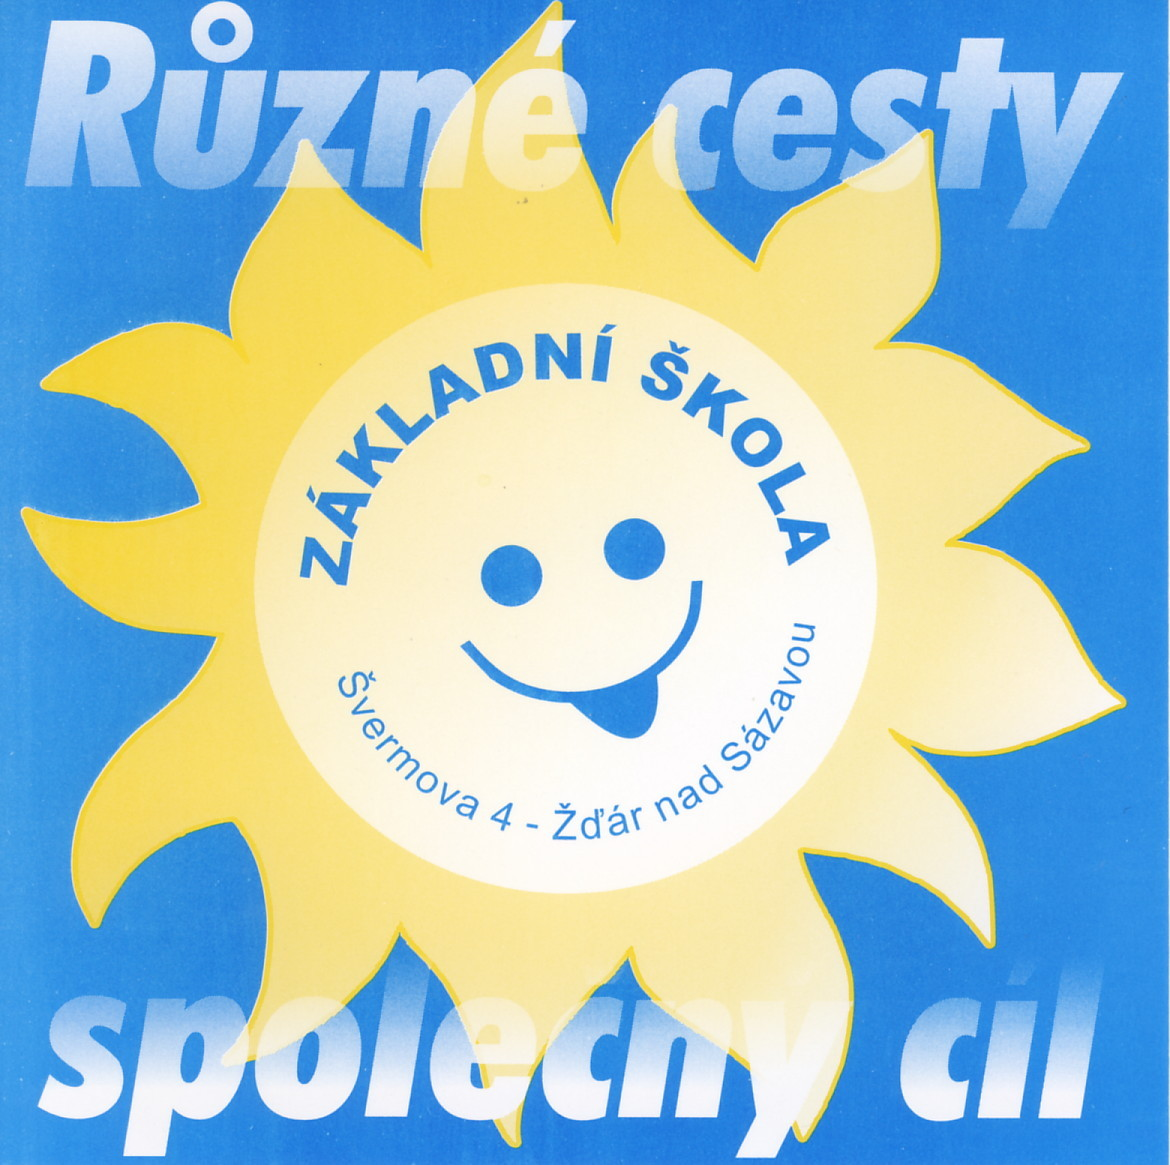 Různé cesty
ZÁKLADNÍ ŠKOLA
Švermova 4 - Žďár nad Sázavou
společný cíl